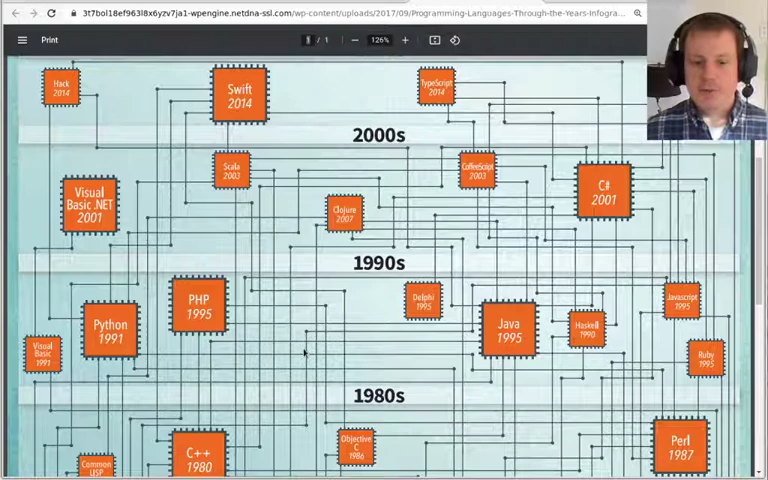 3t7bol18ef963l8x6yzv7ja1-wpengine.netdna-ssl.com/wp-content/uploads/2017/09/Programming-Languages-Through-the-Years-Infogra...
Print
1 / 1
126%
Hack
2014
Swift
2014
TypeScript
2014
2000s
Scala
2003
CoffeeScript
2003
C#
2001
Visual
Basic .NET
2001
Clojure
2007
1990s
PHP
1995
Delphi
1995
Javascript
1995
Python
1991
Java
1995
Haskell
1990
Visual
Basic
1991
Ruby
1995
1980s
C++
1980
Objective
C
1986
Perl
1987
Common
LISP